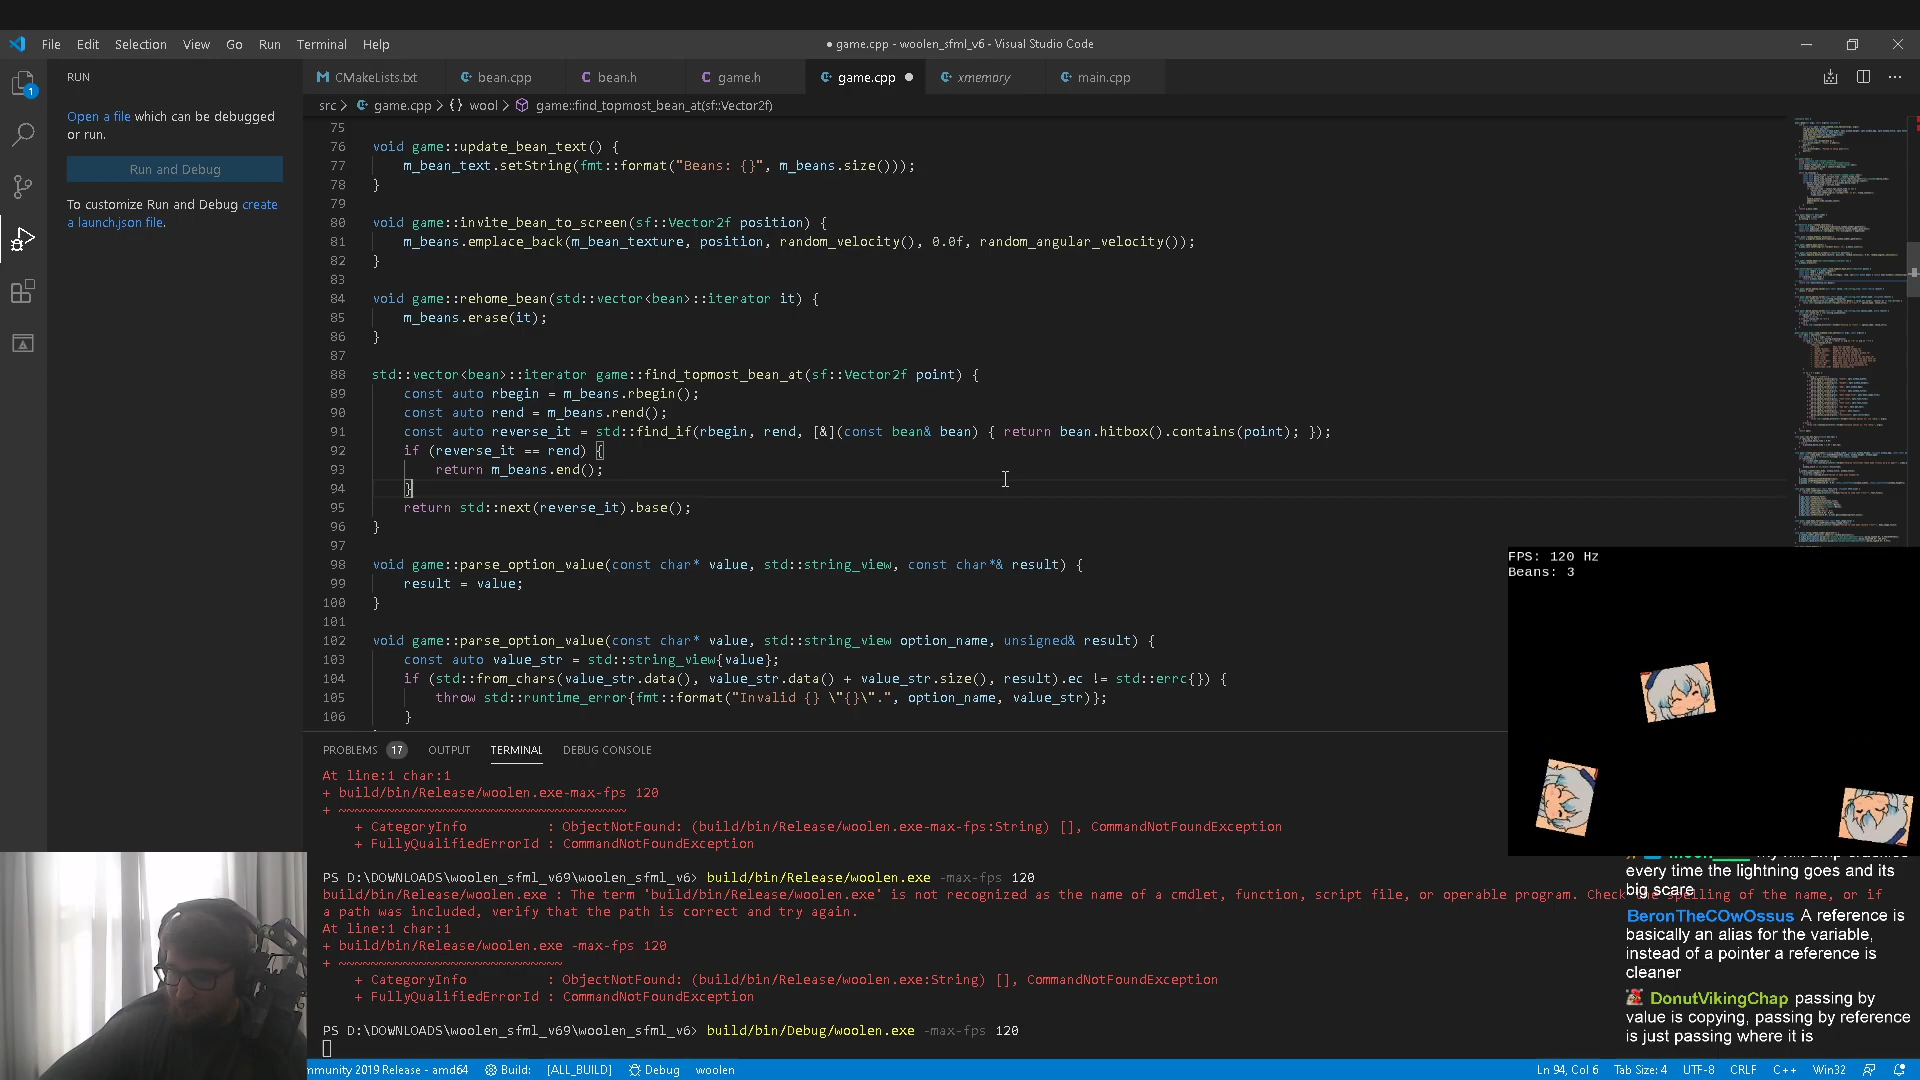 File Edit Selection View Go Run Terminal Help
● game.cpp - woolen_sfml_v6 - Visual Studio Code
RUN
CMakeLists.txt bean.cpp bean.h game.h game.cpp ● xmemory main.cpp
src > game.cpp > {} wool > game::find_topmost_bean_at(sf::Vector2f)
1
Open a file which can be debugged
or run.
Run and Debug
To customize Run and Debug create
a launch.json file.
75
76 void game::update_bean_text() {
77 m_bean_text.setString(fmt::format("Beans: {}", m_beans.size()));
78 }
79
80 void game::invite_bean_to_screen(sf::Vector2f position) {
81 m_beans.emplace_back(m_bean_texture, position, random_velocity(), 0.0f, random_angular_velocity());
82 }
83
84 void game::rehome_bean(std::vector<bean>::iterator it) {
85 m_beans.erase(it);
86 }
87
88 std::vector<bean>::iterator game::find_topmost_bean_at(sf::Vector2f point) {
89 const auto rbegin = m_beans.rbegin();
90 const auto rend = m_beans.rend();
91 const auto reverse_it = std::find_if(rbegin, rend, [&](const bean& bean) { return bean.hitbox().contains(point); });
92 if (reverse_it == rend) {
93 return m_beans.end();
94 }
95 return std::next(reverse_it).base();
96 }
97
98 void game::parse_option_value(const char* value, std::string_view, const char*& result) {
99 result = value;
100 }
101
102 void game::parse_option_value(const char* value, std::string_view option_name, unsigned& result) {
103 const auto value_str = std::string_view{value};
104 if (std::from_chars(value_str.data(), value_str.data() + value_str.size(), result).ec != std::errc{}) {
105 throw std::runtime_error{fmt::format("Invalid {} \"{}\".", option_name, value_str)};
106 }
FPS: 120 Hz
Beans: 3
PROBLEMS 17 OUTPUT TERMINAL DEBUG CONSOLE
At line:1 char:1
+ build/bin/Release/woolen.exe-max-fps 120
+ ~~~~~~~~~~~~~~~~~~~~~~~~~~~~~~~~~~~~
+ CategoryInfo : ObjectNotFound: (build/bin/Release/woolen.exe-max-fps:String) [], CommandNotFoundException
+ FullyQualifiedErrorId : CommandNotFoundException
PS D:\DOWNLOADS\woolen_sfml_v69\woolen_sfml_v6> build/bin/Release/woolen.exe -max-fps 120
build/bin/Release/woolen.exe : The term 'build/bin/Release/woolen.exe' is not recognized as the name of a cmdlet, function, script file, or operable program. Check the spelling of the name, or if
a path was included, verify that the path is correct and try again.
At line:1 char:1
+ build/bin/Release/woolen.exe -max-fps 120
+ ~~~~~~~~~~~~~~~~~~~~~~~~~~~~
+ CategoryInfo : ObjectNotFound: (build/bin/Release/woolen.exe:String) [], CommandNotFoundException
+ FullyQualifiedErrorId : CommandNotFoundException
PS D:\DOWNLOADS\woolen_sfml_v69\woolen_sfml_v6> build/bin/Debug/woolen.exe -max-fps 120
every time the lightning goes and its
big scare
BeronTheCOwOssus A reference is
basically an alias for the variable,
instead of a pointer a reference is
cleaner
DonutVikingChap passing by
value is copying, passing by reference
is just passing where it is
mmunity 2019 Release - amd64 Build: [ALL_BUILD] Debug woolen Ln 94, Col 6 Tab Size: 4 UTF-8 CRLF C++ Win32